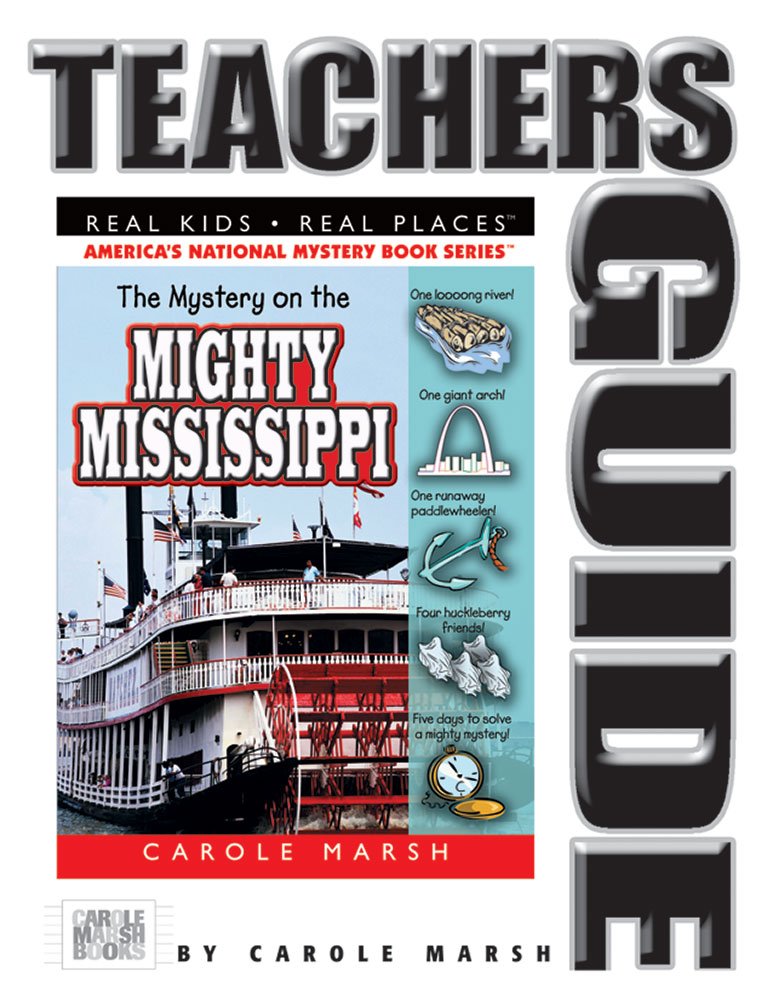 TEACHERS
GUIDE
REAL KIDS • REAL PLACES™
AMERICA'S NATIONAL MYSTERY BOOK SERIES™
The Mystery on the
MIGHTY
MISSISSIPPI
One loooong river!
One giant arch!
One runaway
paddlewheeler!
Four huckleberry
friends!
Five days to solve
a mighty mystery!
CAROLE MARSH
CAROLE
MARSH
BOOKS
BY CAROLE MARSH